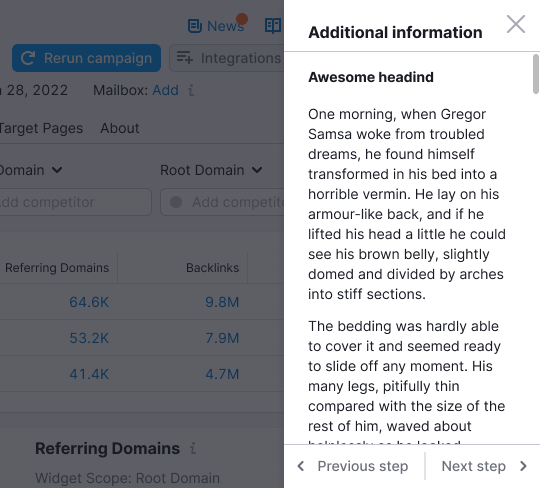 News
Rerun campaign
Integrations
28, 2022 Mailbox: Add
Target Pages About
Domain Root Domain
add competitor Add competito
Referring Domains Backlinks
64.6K 9.8M
53.2K 7.9M
41.4K 4.7M
Referring Domains
Widget Scope: Root Domain
Additional information
Awesome headind
One morning, when Gregor
Samsa woke from troubled
dreams, he found himself
transformed in his bed into a
horrible vermin. He lay on his
armour-like back, and if he
lifted his head a little he could
see his brown belly, slightly
domed and divided by arches
into stiff sections.
The bedding was hardly able
to cover it and seemed ready
to slide off any moment. His
many legs, pitifully thin
compared with the size of the
rest of him, waved about
helplessly as he looked
Previous step Next step